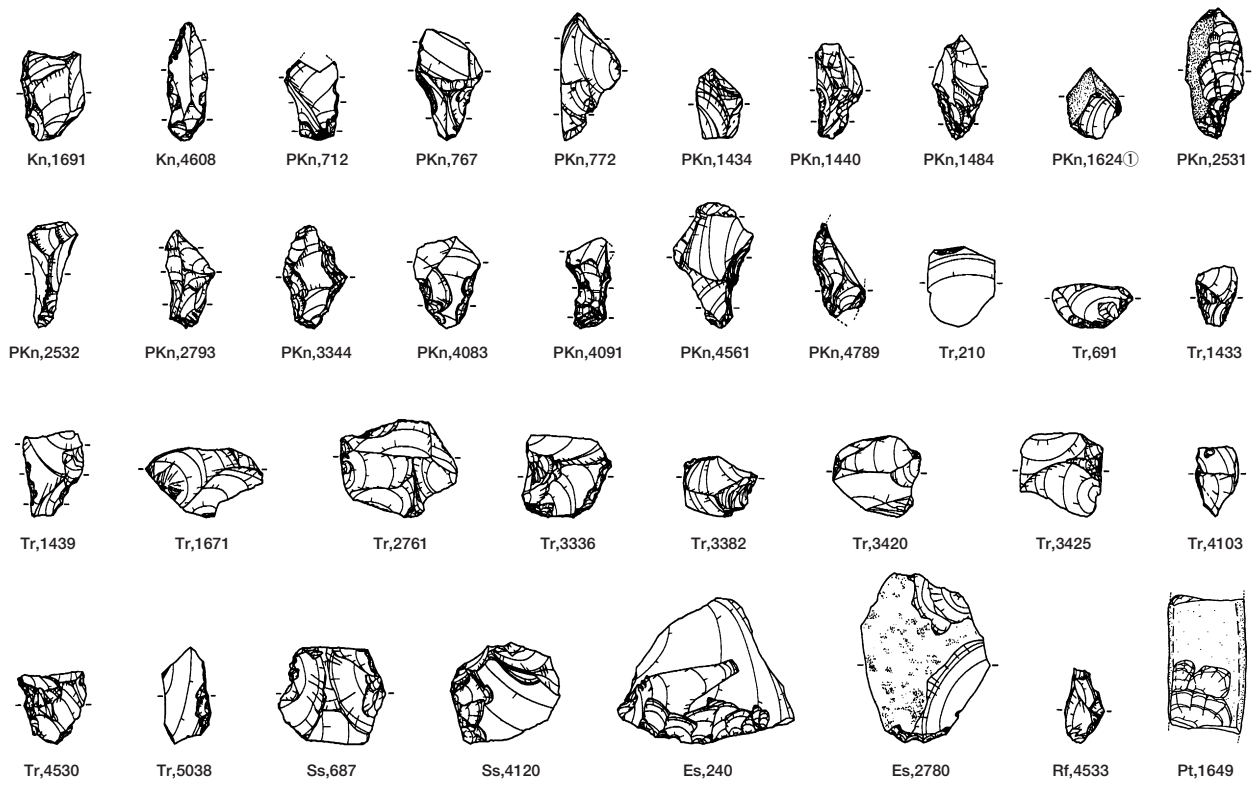 Kn,1691 Kn,4608 PKn,712 PKn,767 PKn,772 PKn,1434 PKn,1440 PKn,1484 PKn,1624① PKn,2531
PKn,2532 PKn,2793 PKn,3344 PKn,4083 PKn,4091 PKn,4561 PKn,4789 Tr,210 Tr,691 Tr,1433
Tr,1439 Tr,1671 Tr,2761 Tr,3336 Tr,3382 Tr,3420 Tr,3425 Tr,4103
Tr,4530 Tr,5038 Ss,687 Ss,4120 Es,240 Es,2780 Rf,4533 Pt,1649